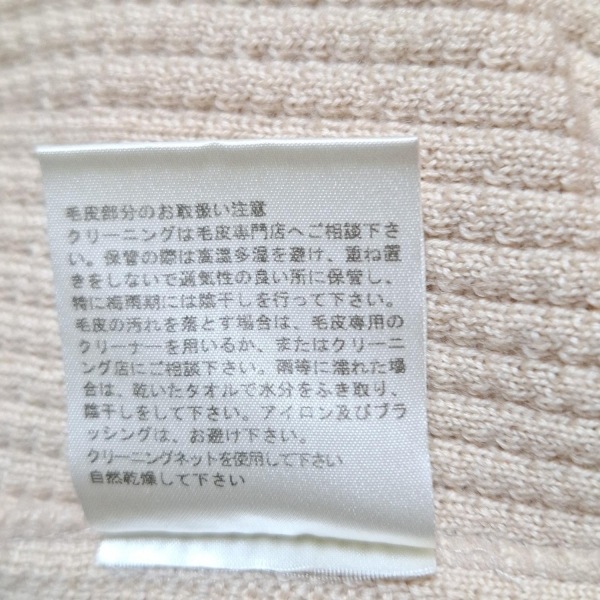 毛皮部分のお取扱い注意
クリーニングは毛皮専門店へご相談下さ
い。保管の際は高温多湿を避け、重ね置
きをしないで通気性の良い所に保管し、
特に梅雨期には陰干しを行って下さい。
毛皮の汚れを落とす場合は、毛皮専用の
クリーナーを用いるか、またはクリーニ
ング店にご相談下さい。雨等に濡れた場
合は、乾いたタオルで水分をふき取り、
陰干しをして下さい。アイロン及びブラ
ッシングは、お避け下さい。
クリーニングネットを使用して下さい
自然乾燥して下さい